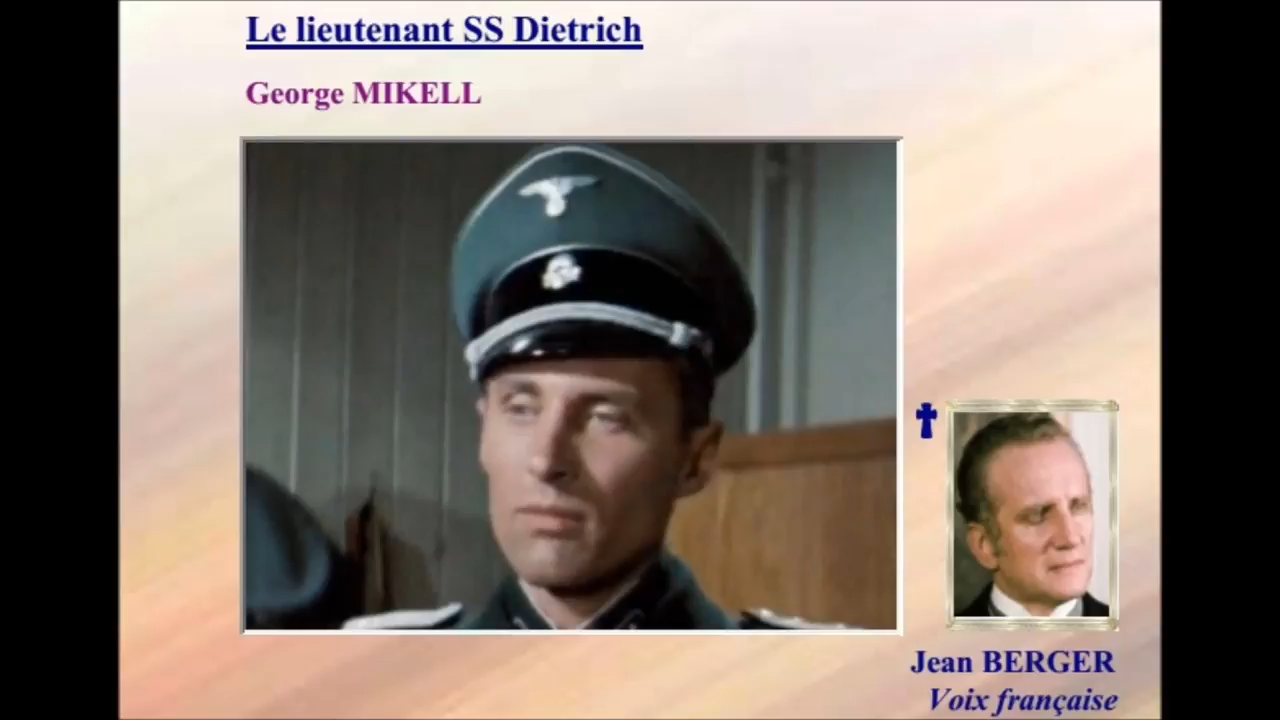 Le lieutenant SS Dietrich
George MIKELL
Jean BERGER
Voix française